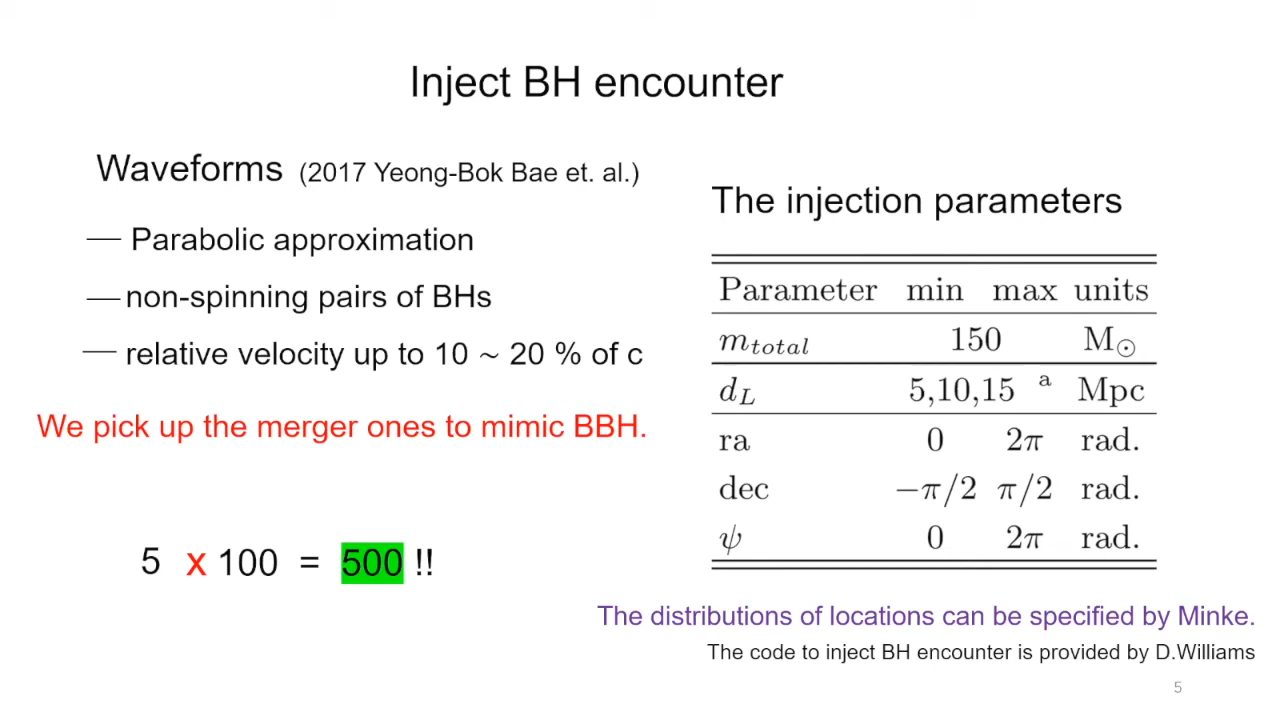 Inject BH encounter
Waveforms (2017 Yeong-Bok Bae et. al.)
— Parabolic approximation
— non-spinning pairs of BHs
— relative velocity up to 10 ~ 20 % of c
We pick up the merger ones to mimic BBH.
5 x 100 = 500 !!
The injection parameters
Parameter min max units
m_total 150 M⊙
d_L 5,10,15 ᵃ Mpc
ra 0 2π rad.
dec −π/2 π/2 rad.
ψ 0 2π rad.
The distributions of locations can be specified by Minke.
The code to inject BH encounter is provided by D.Williams
5